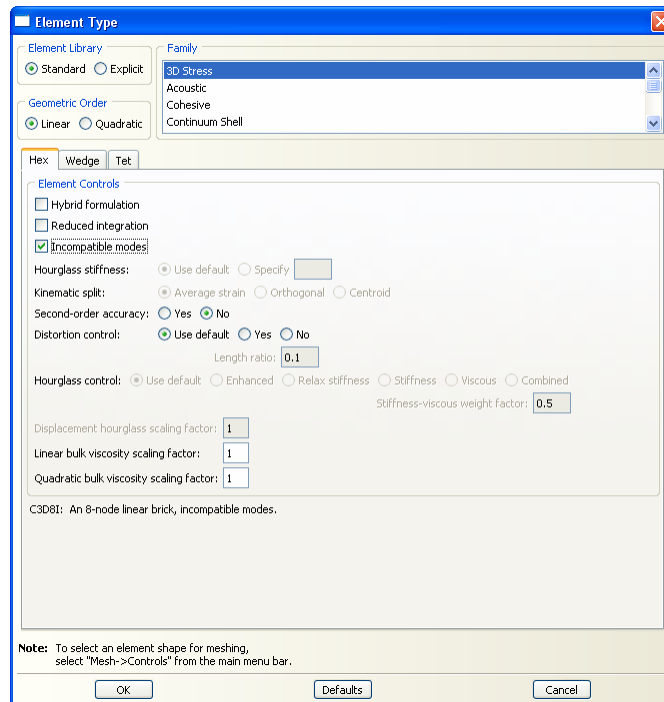 Element Type
Element Library
Standard Explicit
Family
3D Stress
Acoustic
Cohesive
Continuum Shell
Geometric Order
Linear Quadratic
Hex Wedge Tet
Element Controls
Hybrid formulation
Reduced integration
Incompatible modes
Hourglass stiffness: Use default Specify
Kinematic split: Average strain Orthogonal Centroid
Second-order accuracy: Yes No
Distortion control: Use default Yes No
Length ratio: 0.1
Hourglass control: Use default Enhanced Relax stiffness Stiffness Viscous Combined
Stiffness-viscous weight factor: 0.5
Displacement hourglass scaling factor: 1
Linear bulk viscosity scaling factor: 1
Quadratic bulk viscosity scaling factor: 1
C3D8I: An 8-node linear brick, incompatible modes.
Note: To select an element shape for meshing,
select "Mesh->Controls" from the main menu bar.
OK Defaults Cancel